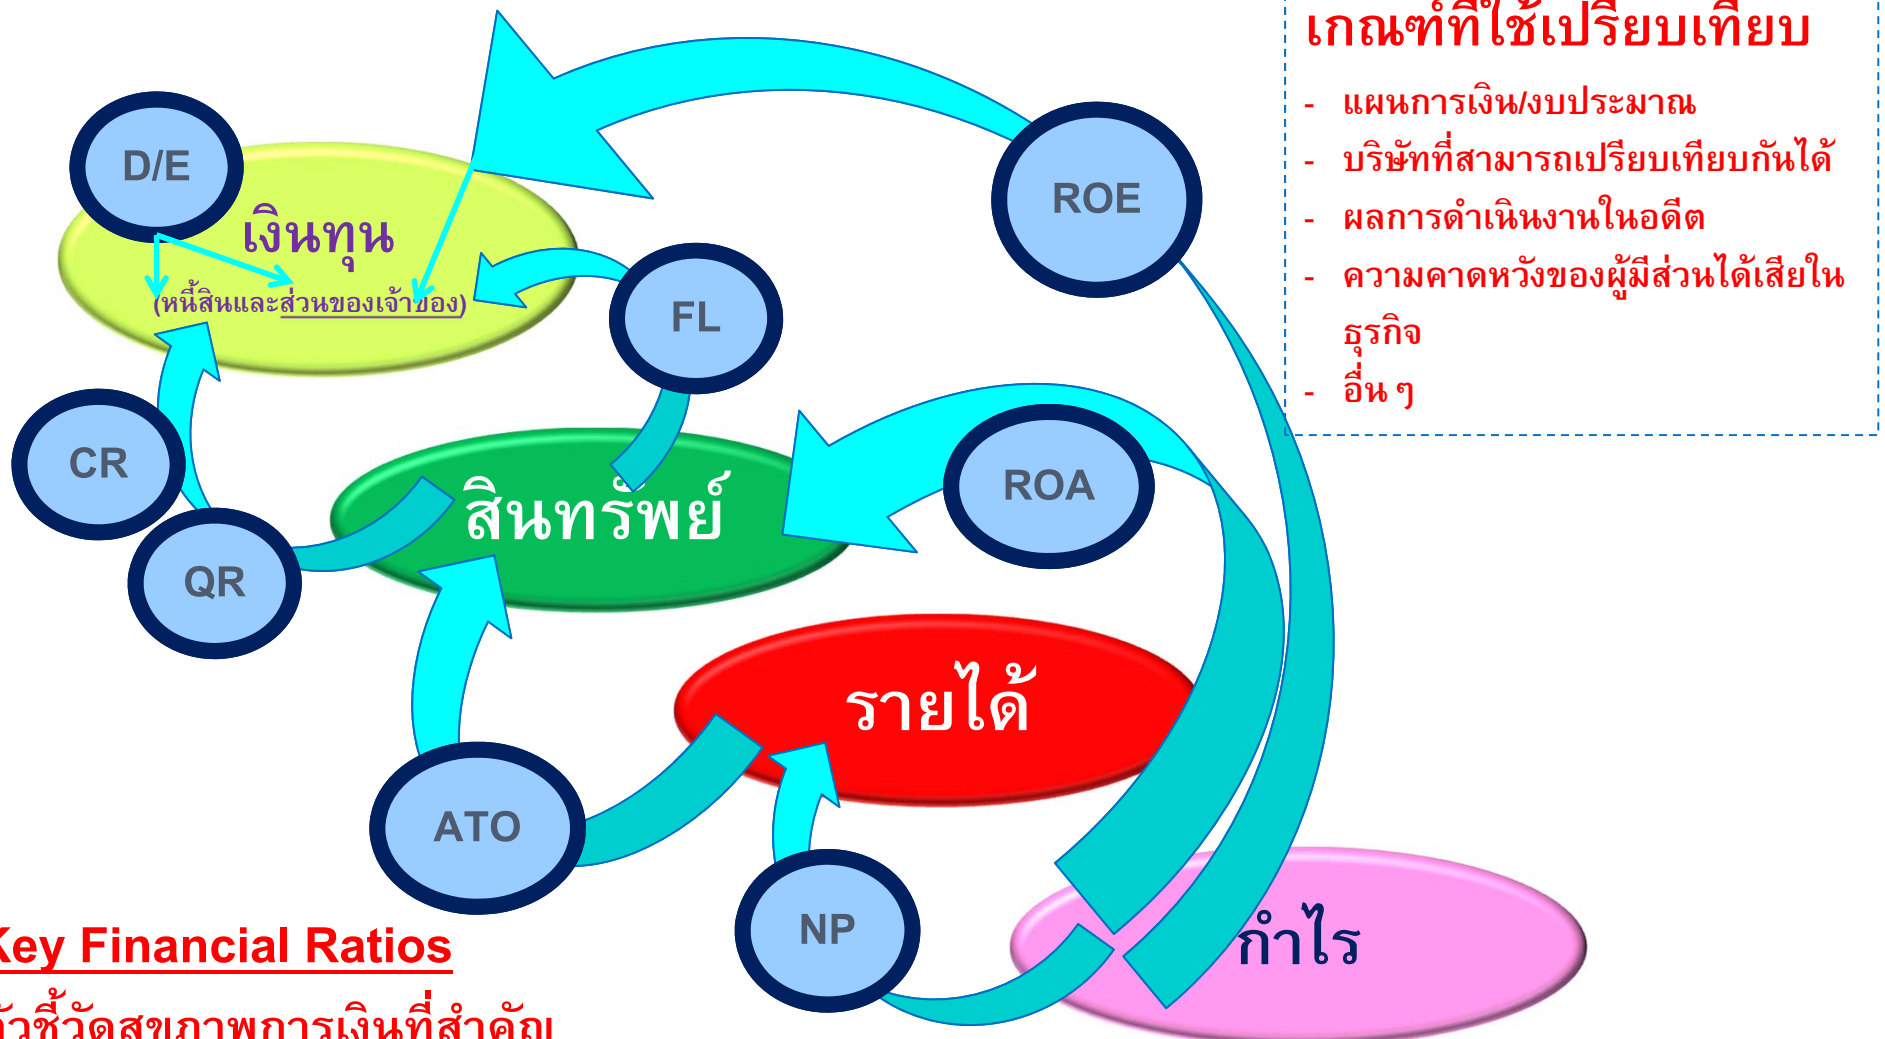 เกณฑ์ที่ใช้เปรียบเทียบ
- แผนการเงิน/งบประมาณ
- บริษัทที่สามารถเปรียบเทียบกันได้
- ผลการดำเนินงานในอดีต
- ความคาดหวังของผู้มีส่วนได้เสียใน
ธุรกิจ
- อื่น ๆ
D/E
ROE
เงินทุน
(หนี้สินและส่วนของเจ้าของ)
FL
CR
ROA
สินทรัพย์
QR
รายได้
ATO
NP
กำไร
Key Financial Ratios
ตัวชี้วัดสุขภาพการเงินที่สำคัญ